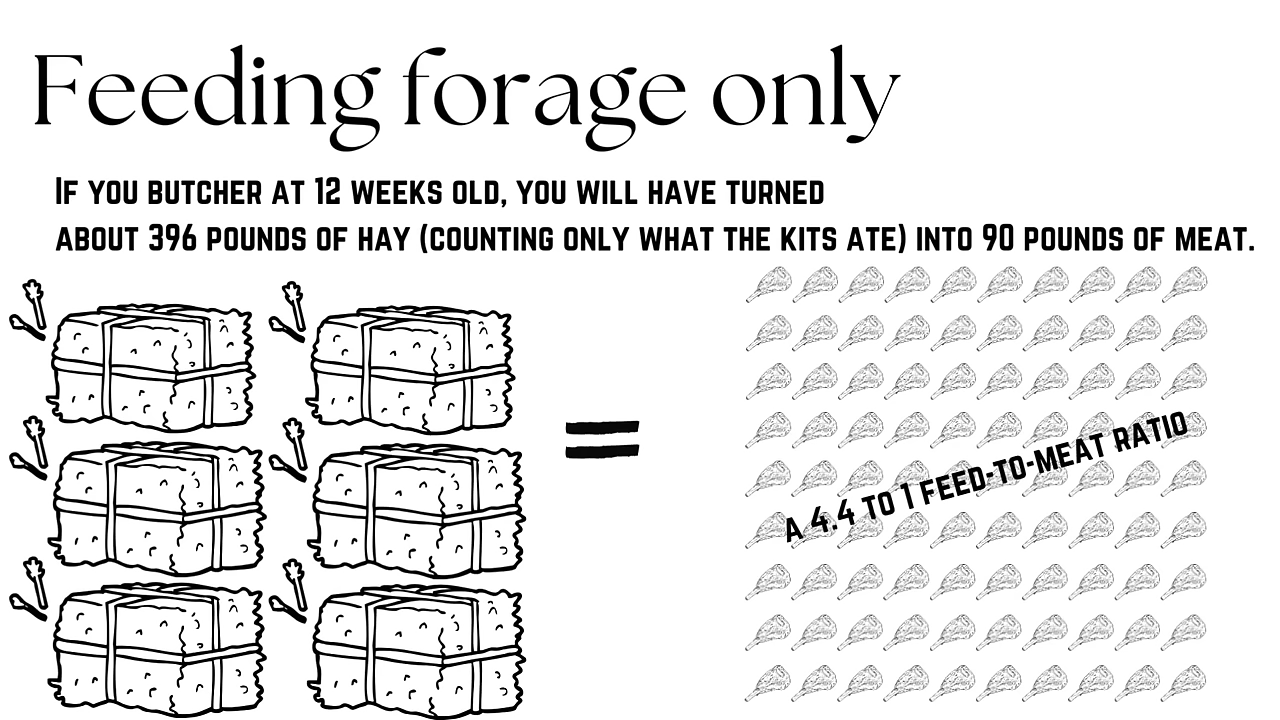 Feeding forage only
If you butcher at 12 weeks old, you will have turned
about 396 pounds of hay (counting only what the kits ate) into 90 pounds of meat.
=
a 4.4 to 1 feed-to-meat ratio